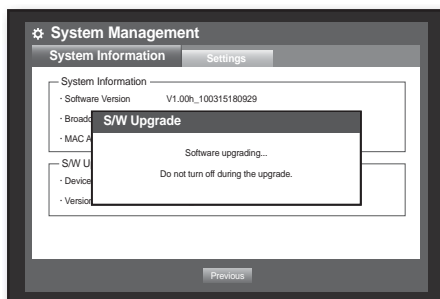 System Management
System Information
Settings
System Information
· Software Version V1.00h_100315180929
· Broadc
S/W Upgrade
· MAC A
Software upgrading...
S/W U
Do not turn off during the upgrade.
· Device
· Version
Previous